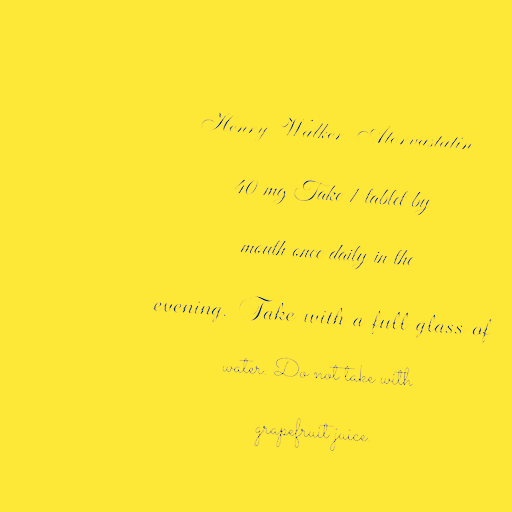 Henry Walker Atorvastatin
40 mg Take 1 tablet by
mouth once daily in the
evening. Take with a full glass of
water. Do not take with
grapefruit juice.